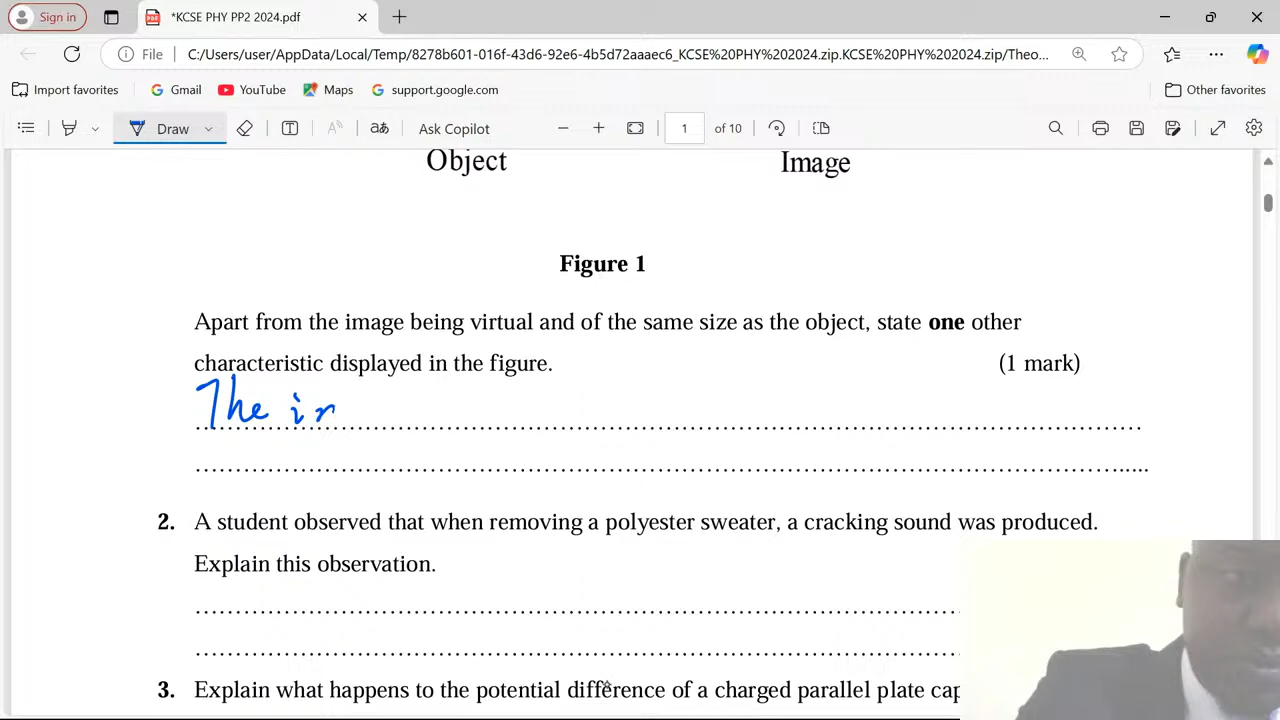 Sign in
*KCSE PHY PP2 2024.pdf
File
C:/Users/user/AppData/Local/Temp/8278b601-016f-43d6-92e6-4b5d72aaaec6_KCSE%20PHY%202024.zip.KCSE%20PHY%202024.zip/Theo...
Import favorites
Gmail
YouTube
Maps
support.google.com
Other favorites
Draw
Ask Copilot
1 of 10
Object
Image
Figure 1
Apart from the image being virtual and of the same size as the object, state one other
characteristic displayed in the figure. (1 mark)
The
2. A student observed that when removing a polyester sweater, a cracking sound was produced.
Explain this observation.
3. Explain what happens to the potential difference of a charged parallel plate cap